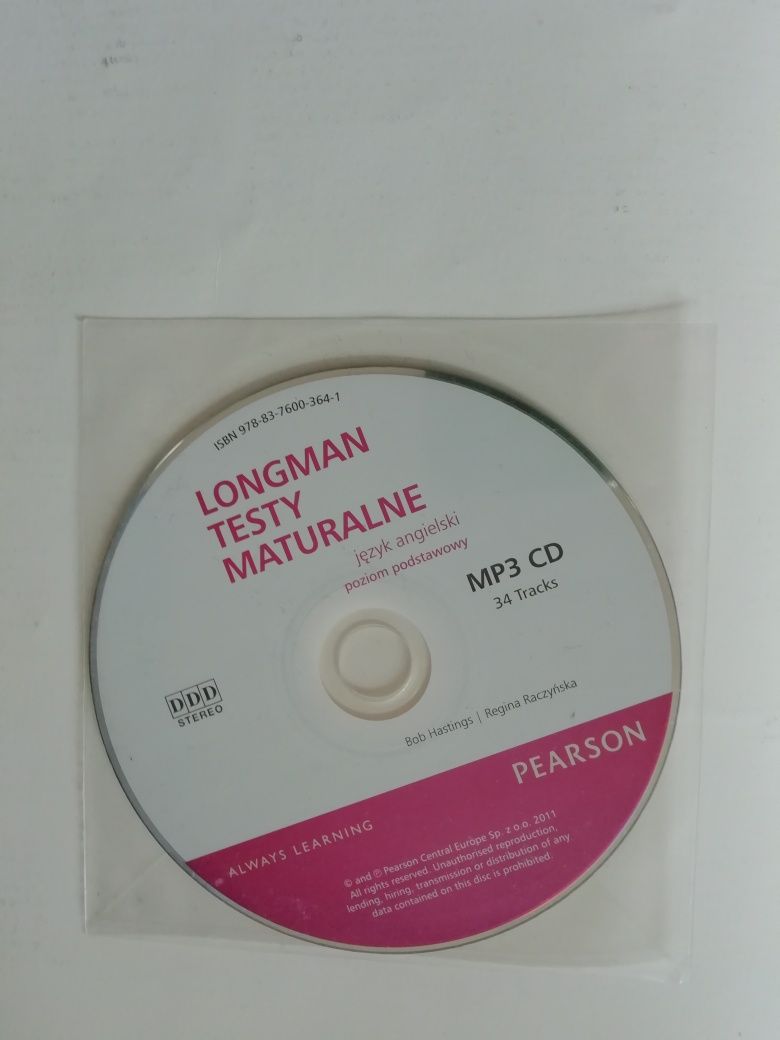 ISBN 978-83-7600-364-1
LONGMAN
TESTY
MATURALNE
język angielski
poziom podstawowy
MP3 CD
34 Tracks
DDD
STEREO
Bob Hastings | Regina Raczyńska
PEARSON
ALWAYS LEARNING
© and ℗ Pearson Central Europe Sp. z o.o. 2011
All rights reserved. Unauthorised reproduction,
lending, hiring, transmission or distribution of any
data contained on this disc is prohibited.